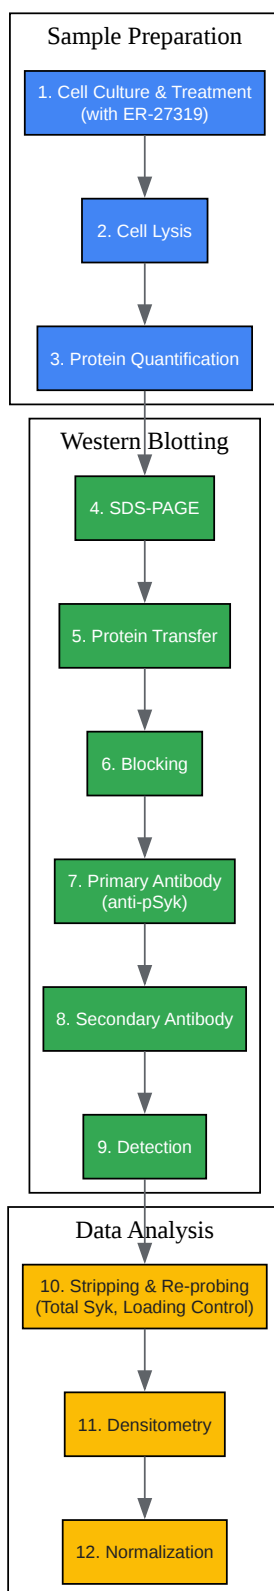 Sample Preparation
1. Cell Culture & Treatment
(with ER-27319)
2. Cell Lysis
3. Protein Quantification
Western Blotting
4. SDS-PAGE
5. Protein Transfer
6. Blocking
7. Primary Antibody
(anti-pSyk)
8. Secondary Antibody
9. Detection
Data Analysis
10. Stripping & Re-probing
(Total Syk, Loading Control)
11. Densitometry
12. Normalization